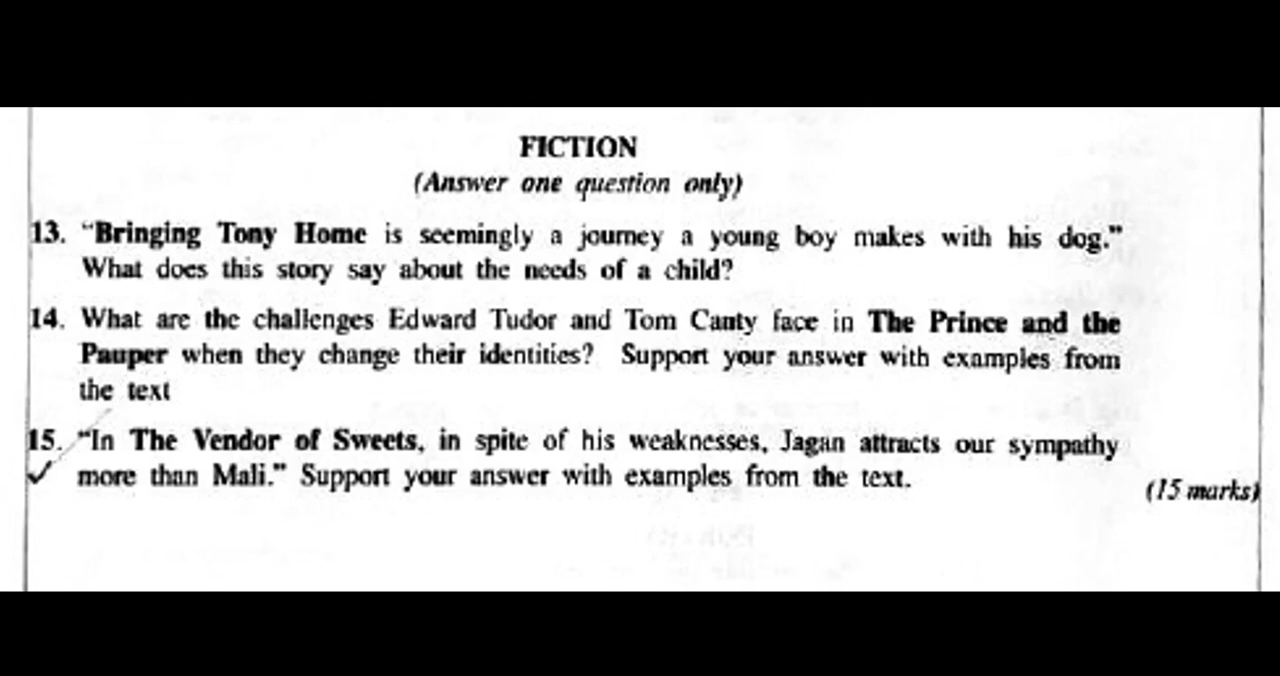 FICTION
(Answer one question only)
13. "Bringing Tony Home is seemingly a journey a young boy makes with his dog."
What does this story say about the needs of a child?
14. What are the challenges Edward Tudor and Tom Canty face in The Prince and the
Pauper when they change their identities? Support your answer with examples from
the text
15. "In The Vendor of Sweets, in spite of his weaknesses, Jagan attracts our sympathy
more than Mali." Support your answer with examples from the text.
(15 marks)